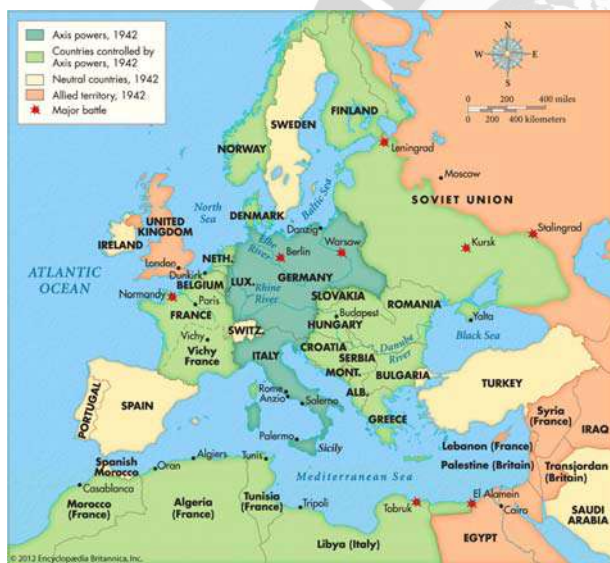 Axis powers, 1942
Countries controlled by
Axis powers, 1942
Neutral countries, 1942
Allied territory, 1942
Major battle
N
W
E
S
0 200 400 miles
0 200 400 kilometers
FINLAND
SWEDEN
NORWAY
Leningrad
Moscow
SOVIET UNION
North
Sea
Baltic Sea
DENMARK
UNITED
KINGDOM
IRELAND
Danzig
Stalingrad
Kursk
Warsaw
Elbe
River
Berlin
NETH.
London
Dunkirk
BELGIUM
GERMANY
ATLANTIC
OCEAN
LUX.
Rhine
River
Normandy
Paris
FRANCE
SLOVAKIA
ROMANIA
Budapest
HUNGARY
Yalta
SWITZ.
Vichy
Vichy
France
CROATIA
Danube
River
Black Sea
ITALY
SERBIA
MONT.
BULGARIA
ALB.
PORTUGAL
SPAIN
Rome
Anzio
Salerno
TURKEY
GREECE
Palermo
Sicily
Syria
(France)
IRAQ
Lebanon (France)
Palestine (Britain)
Transjordan
(Britain)
Spanish
Morocco
Oran
Algiers
Tunis
Mediterranean Sea
Casablanca
Morocco
(France)
Algeria
(France)
Tunisia
(France)
Tripoli
Tobruk
El Alamein
Cairo
SAUDI
ARABIA
EGYPT
Libya (Italy)
© 2012 Encyclopædia Britannica, Inc.